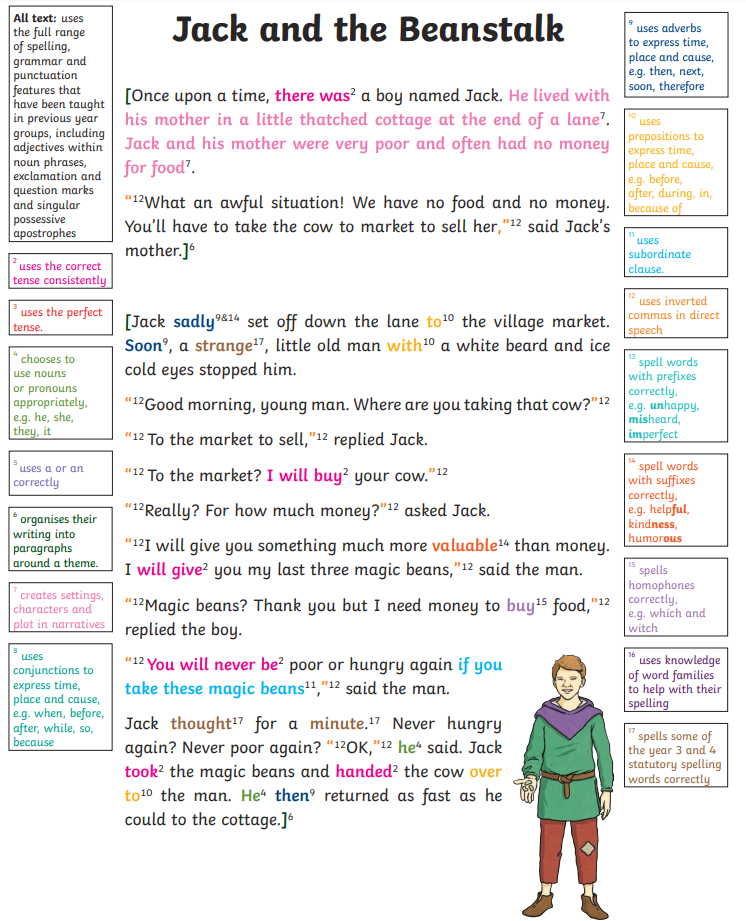 Jack and the Beanstalk
All text: uses
the full range
of spelling,
grammar and
punctuation
features that
have been taught
in previous year
groups, including
adjectives within
noun phrases,
exclamation and
question marks
and singular
possessive
apostrophes
² uses the correct
tense consistently
³ uses the perfect
tense.
⁴ chooses to
use nouns
or pronouns
appropriately,
e.g. he, she,
they, it
⁵ uses a or an
correctly
⁶ organises their
writing into
paragraphs
around a theme.
⁷ creates settings,
characters and
plot in narratives
⁸ uses
conjunctions to
express time,
place and cause,
e.g. when, before,
after, while, so,
because
[Once upon a time, there was² a boy named Jack. He lived with
his mother in a little thatched cottage at the end of a lane⁷.
Jack and his mother were very poor and often had no money
for food⁷.
“¹²What an awful situation! We have no food and no money.
You’ll have to take the cow to market to sell her,”¹² said Jack’s
mother.]⁶
[Jack sadly⁹&¹⁴ set off down the lane to¹⁰ the village market.
Soon⁹, a strange¹⁷, little old man with¹⁰ a white beard and ice
cold eyes stopped him.
“¹²Good morning, young man. Where are you taking that cow?”¹²
“¹² To the market to sell,”¹² replied Jack.
“¹² To the market? I will buy² your cow.”¹²
“¹²Really? For how much money?”¹² asked Jack.
“¹²I will give you something much more valuable¹⁴ than money.
I will give² you my last three magic beans,”¹² said the man.
“¹²Magic beans? Thank you but I need money to buy¹⁵ food,”¹²
replied the boy.
“¹² You will never be² poor or hungry again if you
take these magic beans¹¹,”¹² said the man.
Jack thought¹⁷ for a minute.¹⁷ Never hungry
again? Never poor again? “¹²OK,”¹² he⁴ said. Jack
took² the magic beans and handed² the cow over
to¹⁰ the man. He⁴ then⁹ returned as fast as he
could to the cottage.]⁶
⁹ uses adverbs
to express time,
place and cause,
e.g. then, next,
soon, therefore
¹⁰ uses
prepositions to
express time,
place and cause,
e.g. before,
after, during, in,
because of
¹¹ uses
subordinate
clause.
¹² uses inverted
commas in direct
speech
¹³ spell words
with prefixes
correctly,
e.g. unhappy,
misheard,
imperfect
¹⁴ spell words
with suffixes
correctly,
e.g. helpful,
kindness,
humorous
¹⁵ spells
homophones
correctly,
e.g. which and
witch
¹⁶ uses knowledge
of word families
to help with their
spelling
¹⁷ spells some of
the year 3 and 4
statutory spelling
words correctly